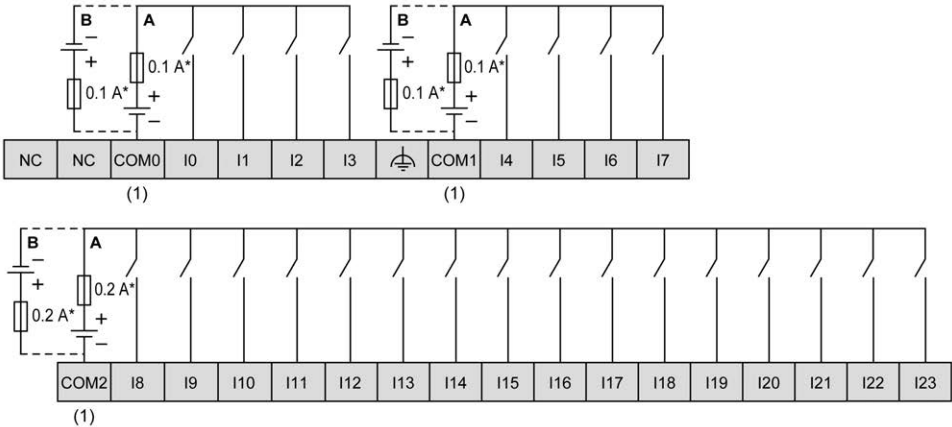 B − A B − A
+ 0.1 A* + 0.1 A*
0.1 A* + 0.1 A* +
− −
NC NC COM0 I0 I1 I2 I3 COM1 I4 I5 I6 I7
(1) (1)
B − A
+ 0.2 A*
0.2 A* +
−
COM2 I8 I9 I10 I11 I12 I13 I14 I15 I16 I17 I18 I19 I20 I21 I22 I23
(1)